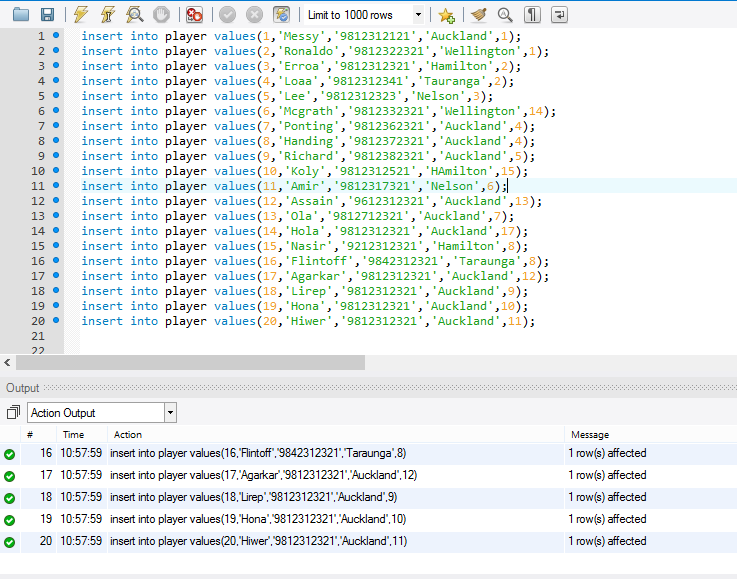 Limit to 1000 rows
1 insert into player values(1,'Messy','9812312121','Auckland',1);
2 insert into player values(2,'Ronaldo','9812322321','Wellington',1);
3 insert into player values(3,'Erroa','9812312321','Hamilton',2);
4 insert into player values(4,'Loaa','9812312341','Tauranga',2);
5 insert into player values(5,'Lee','9812312323','Nelson',3);
6 insert into player values(6,'Mcgrath','9812332321','Wellington',14);
7 insert into player values(7,'Ponting','9812362321','Auckland',4);
8 insert into player values(8,'Handing','9812372321','Auckland',4);
9 insert into player values(9,'Richard','9812382321','Auckland',5);
10 insert into player values(10,'Koly','9812312521','HAmilton',15);
11 insert into player values(11,'Amir','9812317321','Nelson',6);
12 insert into player values(12,'Assain','9612312321','Auckland',13);
13 insert into player values(13,'Ola','9812712321','Auckland',7);
14 insert into player values(14,'Hola','9812312321','Auckland',17);
15 insert into player values(15,'Nasir','9212312321','Hamilton',8);
16 insert into player values(16,'Flintoff','9842312321','Taraunga',8);
17 insert into player values(17,'Agarkar','9812312321','Auckland',12);
18 insert into player values(18,'Lirep','9812312321','Auckland',9);
19 insert into player values(19,'Hona','9812312321','Auckland',10);
20 insert into player values(20,'Hiwer','9812312321','Auckland',11);
21
22
Output
Action Output
# Time Action Message
16 10:57:59 insert into player values(16,'Flintoff','9842312321','Taraunga',8) 1 row(s) affected
17 10:57:59 insert into player values(17,'Agarkar','9812312321','Auckland',12) 1 row(s) affected
18 10:57:59 insert into player values(18,'Lirep','9812312321','Auckland',9) 1 row(s) affected
19 10:57:59 insert into player values(19,'Hona','9812312321','Auckland',10) 1 row(s) affected
20 10:57:59 insert into player values(20,'Hiwer','9812312321','Auckland',11) 1 row(s) affected